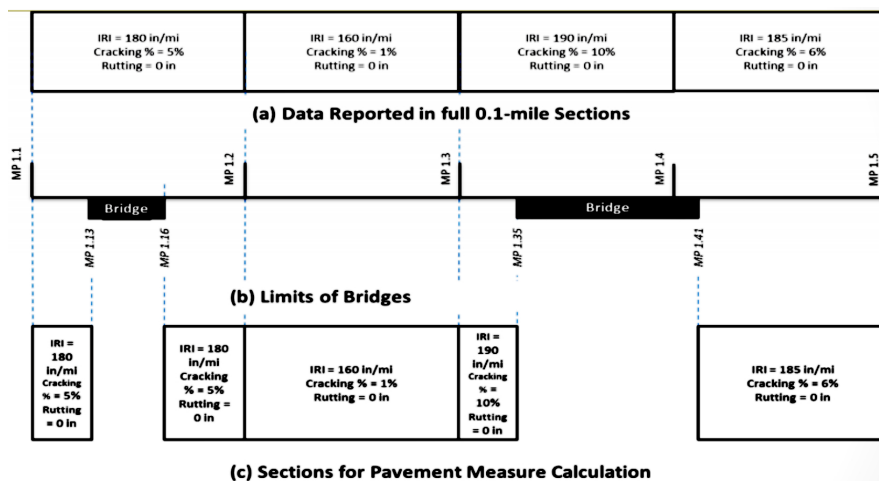 IRI = 180 in/mi
Cracking % = 5%
Rutting = 0 in
IRI = 160 in/mi
Cracking % = 1%
Rutting = 0 in
IRI = 190 in/mi
Cracking % = 10%
Rutting = 0 in
IRI = 185 in/mi
Cracking % = 6%
Rutting = 0 in
(a) Data Reported in full 0.1-mile Sections
MP 1.1
MP 1.2
MP 1.3
MP 1.4
MP 1.5
Bridge
Bridge
MP 1.13
MP 1.16
MP 1.35
MP 1.41
(b) Limits of Bridges
IRI =
180
in/mi
Cracking
% = 5%
Rutting
= 0 in
IRI = 180
in/mi
Cracking
% = 5%
Rutting =
0 in
IRI = 160 in/mi
Cracking % = 1%
Rutting = 0 in
IRI =
190
in/mi
Cracking
% =
10%
Rutting
= 0 in
IRI = 185 in/mi
Cracking % = 6%
Rutting = 0 in
(c) Sections for Pavement Measure Calculation